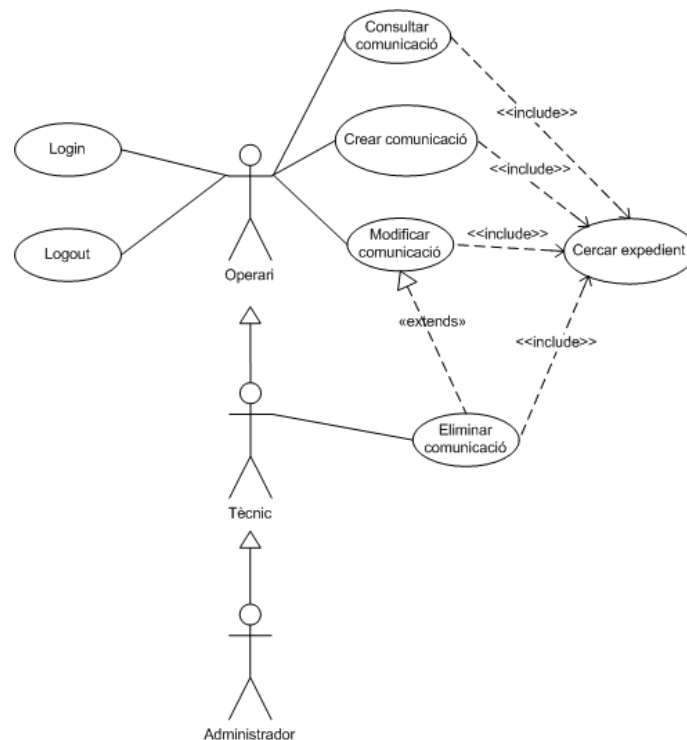 Consultar
comunicació
<<include>>
Crear comunicació
Login
<<include>>
Modificar
comunicació
<<include>>
Cercar expedient
Logout
Operari
«extends»
<<include>>
Eliminar
comunicació
Tècnic
Administrador